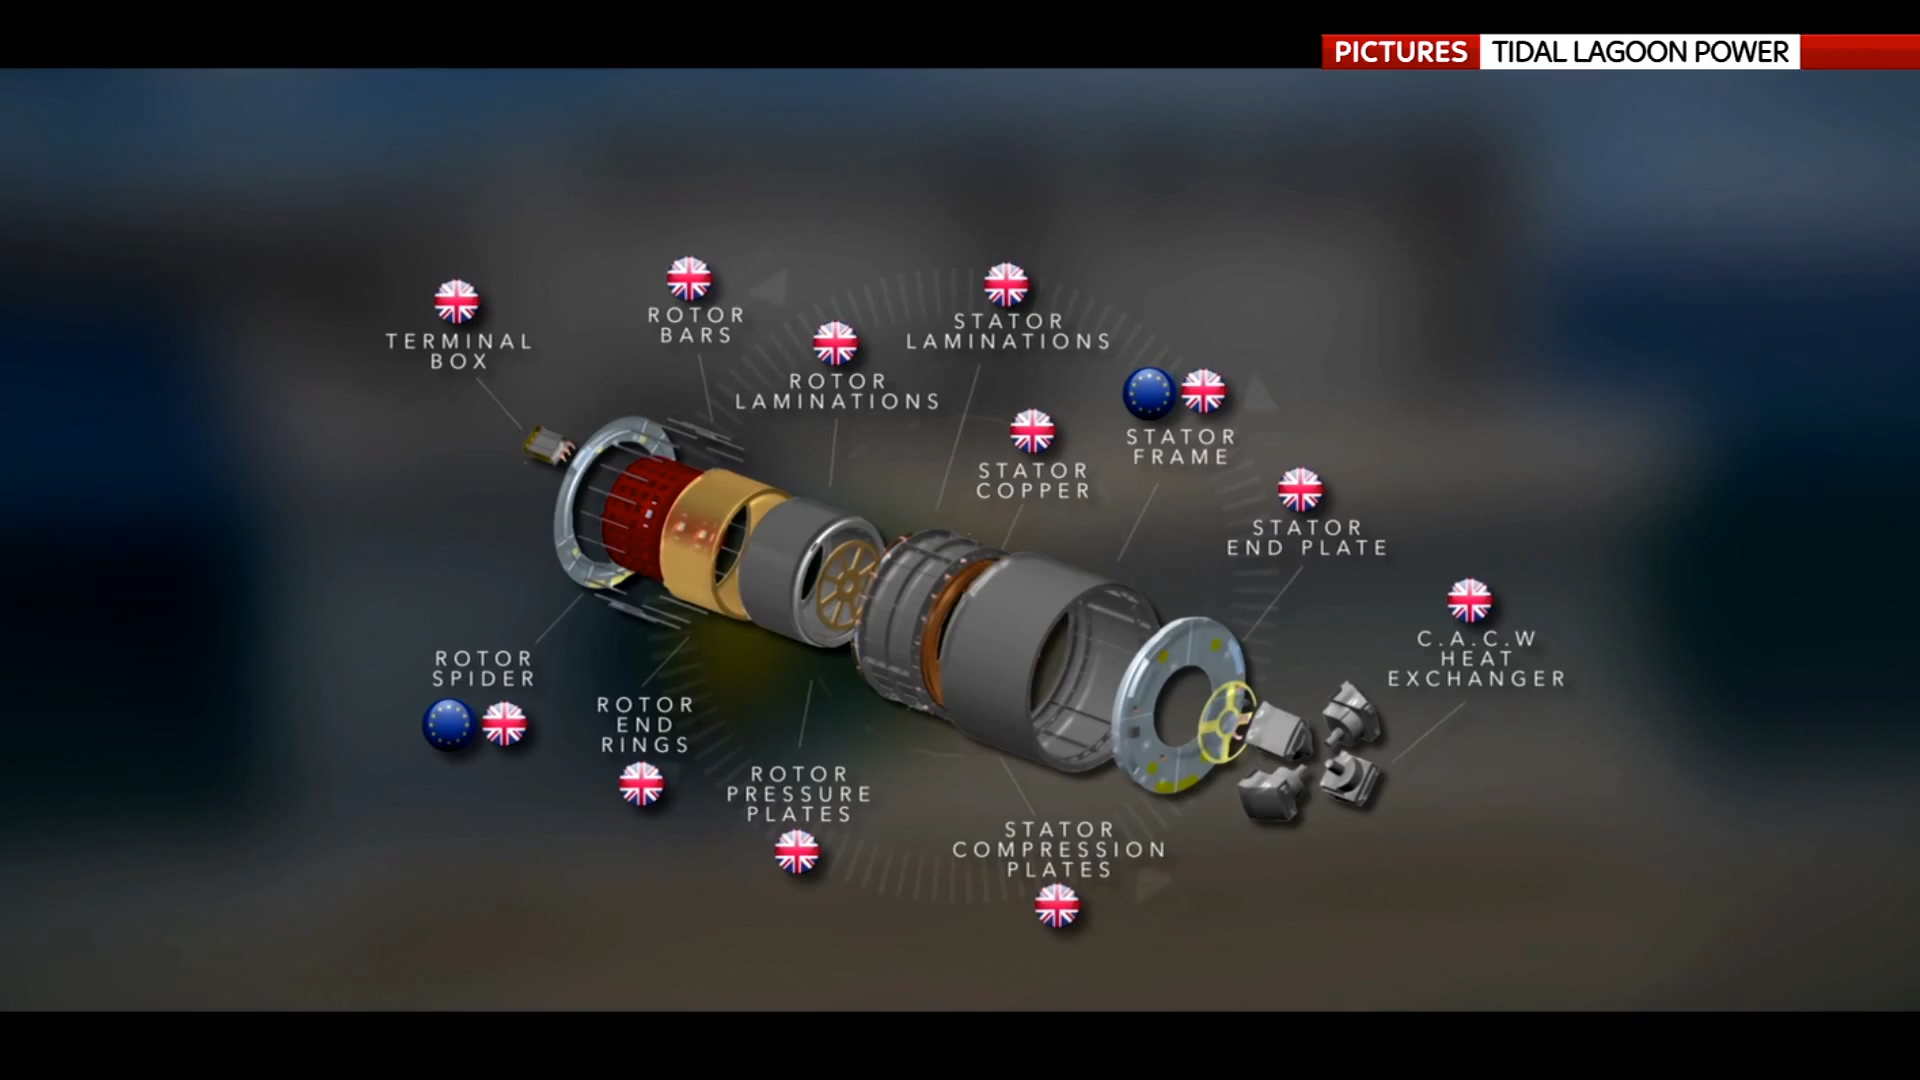 PICTURES TIDAL LAGOON POWER
TERMINAL
BOX
ROTOR
BARS
ROTOR
LAMINATIONS
STATOR
LAMINATIONS
STATOR
COPPER
STATOR
FRAME
STATOR
END PLATE
C.A.C.W
HEAT
EXCHANGER
ROTOR
SPIDER
ROTOR
END
RINGS
ROTOR
PRESSURE
PLATES
STATOR
COMPRESSION
PLATES